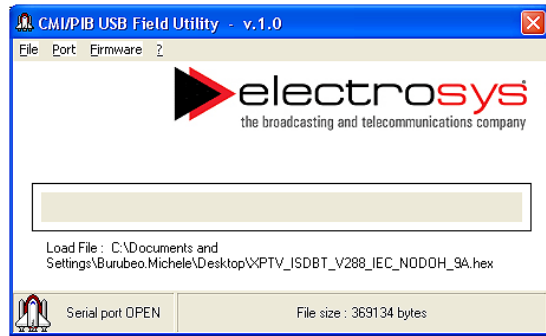 CMI/PIB USB Field Utility - v.1.0
File Port Firmware ?
electrosys
the broadcasting and telecommunications company
Load File : C:\Documents and
Settings\Burubeo.Michele\Desktop\XPTV_ISDBT_V288_IEC_NODOH_9A.hex
Serial port OPEN
File size : 369134 bytes